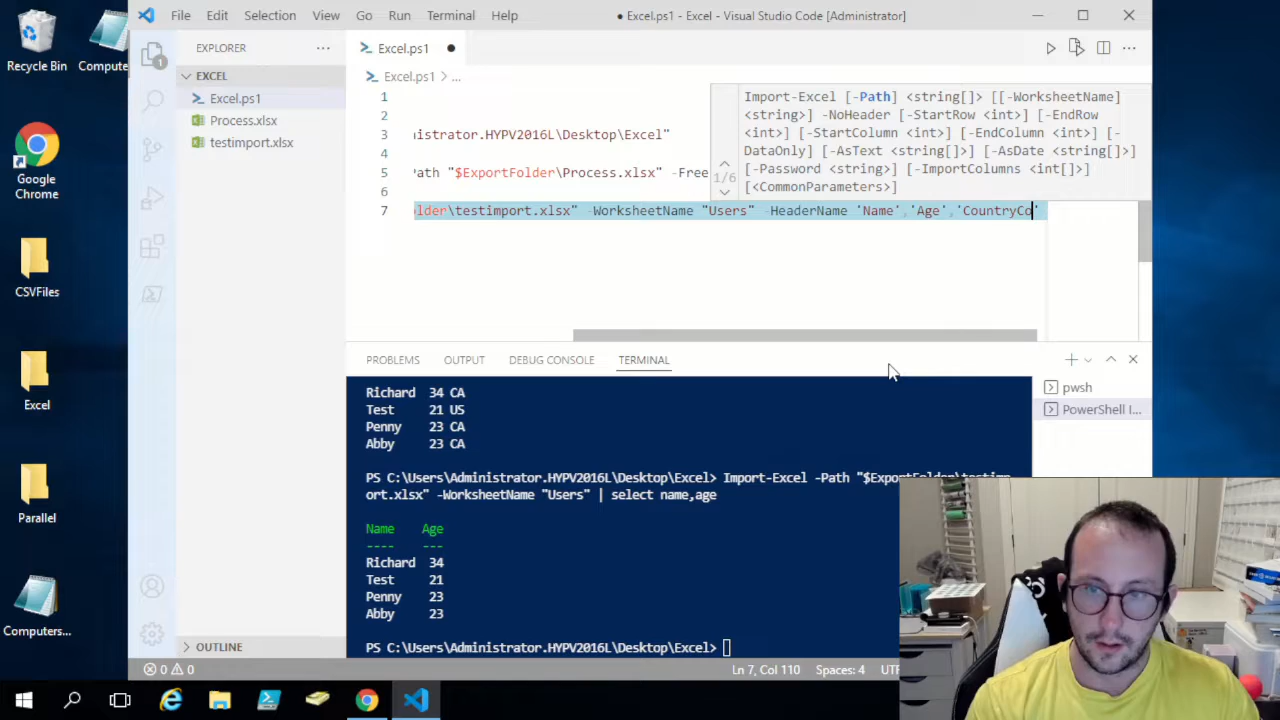 File Edit Selection View Go Run Terminal Help
● Excel.ps1 - Excel - Visual Studio Code [Administrator]
Recycle Bin
Compute
Google Chrome
CSVFiles
Excel
Parallel
Computers...
1
EXPLORER ...
EXCEL
Excel.ps1
Process.xlsx
testimport.xlsx
OUTLINE
Excel.ps1 ●
Excel.ps1 > ...
1
2
3 istrator.HYPV2016L\Desktop\Excel"
4
5 Path "$ExportFolder\Process.xlsx" -Free
6
7 lder\testimport.xlsx" -WorksheetName "Users" -HeaderName 'Name','Age','CountryCo'
Import-Excel [-Path] <string[]> [[-WorksheetName]
<string>] -NoHeader [-StartRow <int>] [-EndRow
<int>] [-StartColumn <int>] [-EndColumn <int>] [-
DataOnly] [-AsText <string[]>] [-AsDate <string[]>]
[-Password <string>] [-ImportColumns <int[]>]
[<CommonParameters>]
1/6
PROBLEMS OUTPUT DEBUG CONSOLE TERMINAL
pwsh
PowerShell I...
Richard 34 CA
Test 21 US
Penny 23 CA
Abby 23 CA
PS C:\Users\Administrator.HYPV2016L\Desktop\Excel> Import-Excel -Path "$ExportFolder\testimp
ort.xlsx" -WorksheetName "Users" | select name,age
Name Age
---- ---
Richard 34
Test 21
Penny 23
Abby 23
PS C:\Users\Administrator.HYPV2016L\Desktop\Excel>
0 0
Ln 7, Col 110 Spaces: 4 UTF